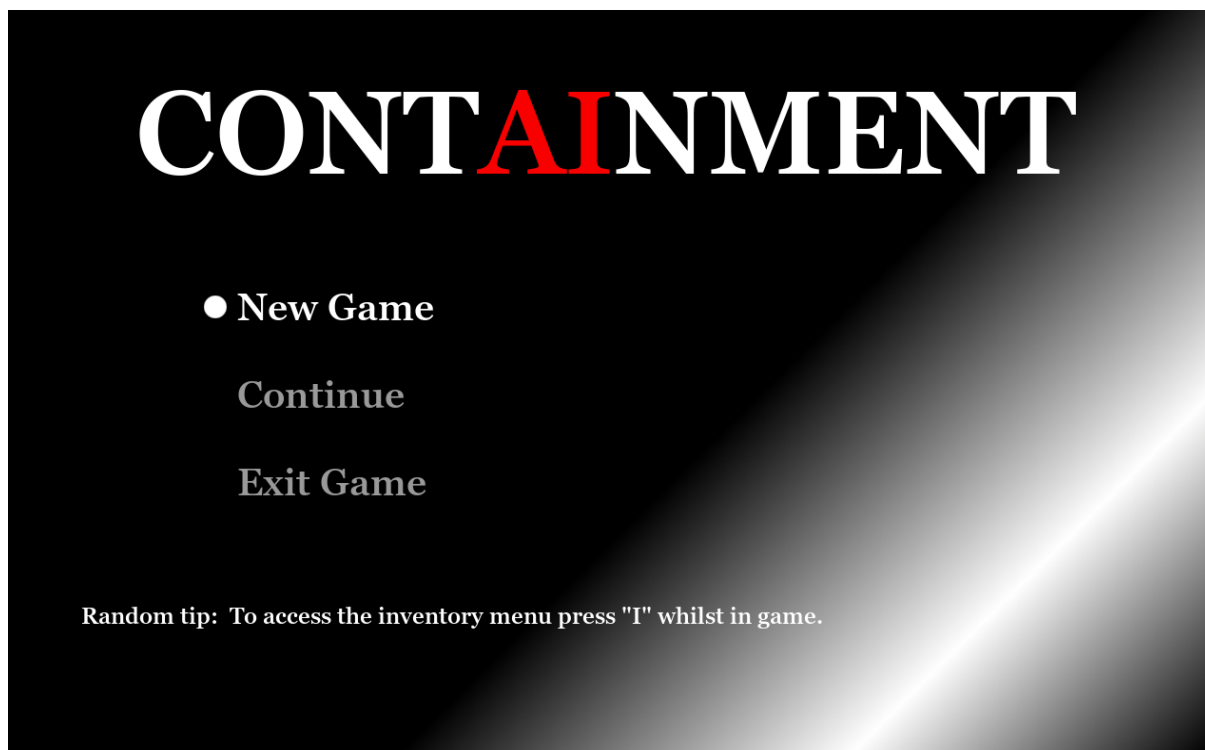 CONTAINMENT
New Game
Continue
Exit Game
Random tip:  To access the inventory menu press "I" whilst in game.